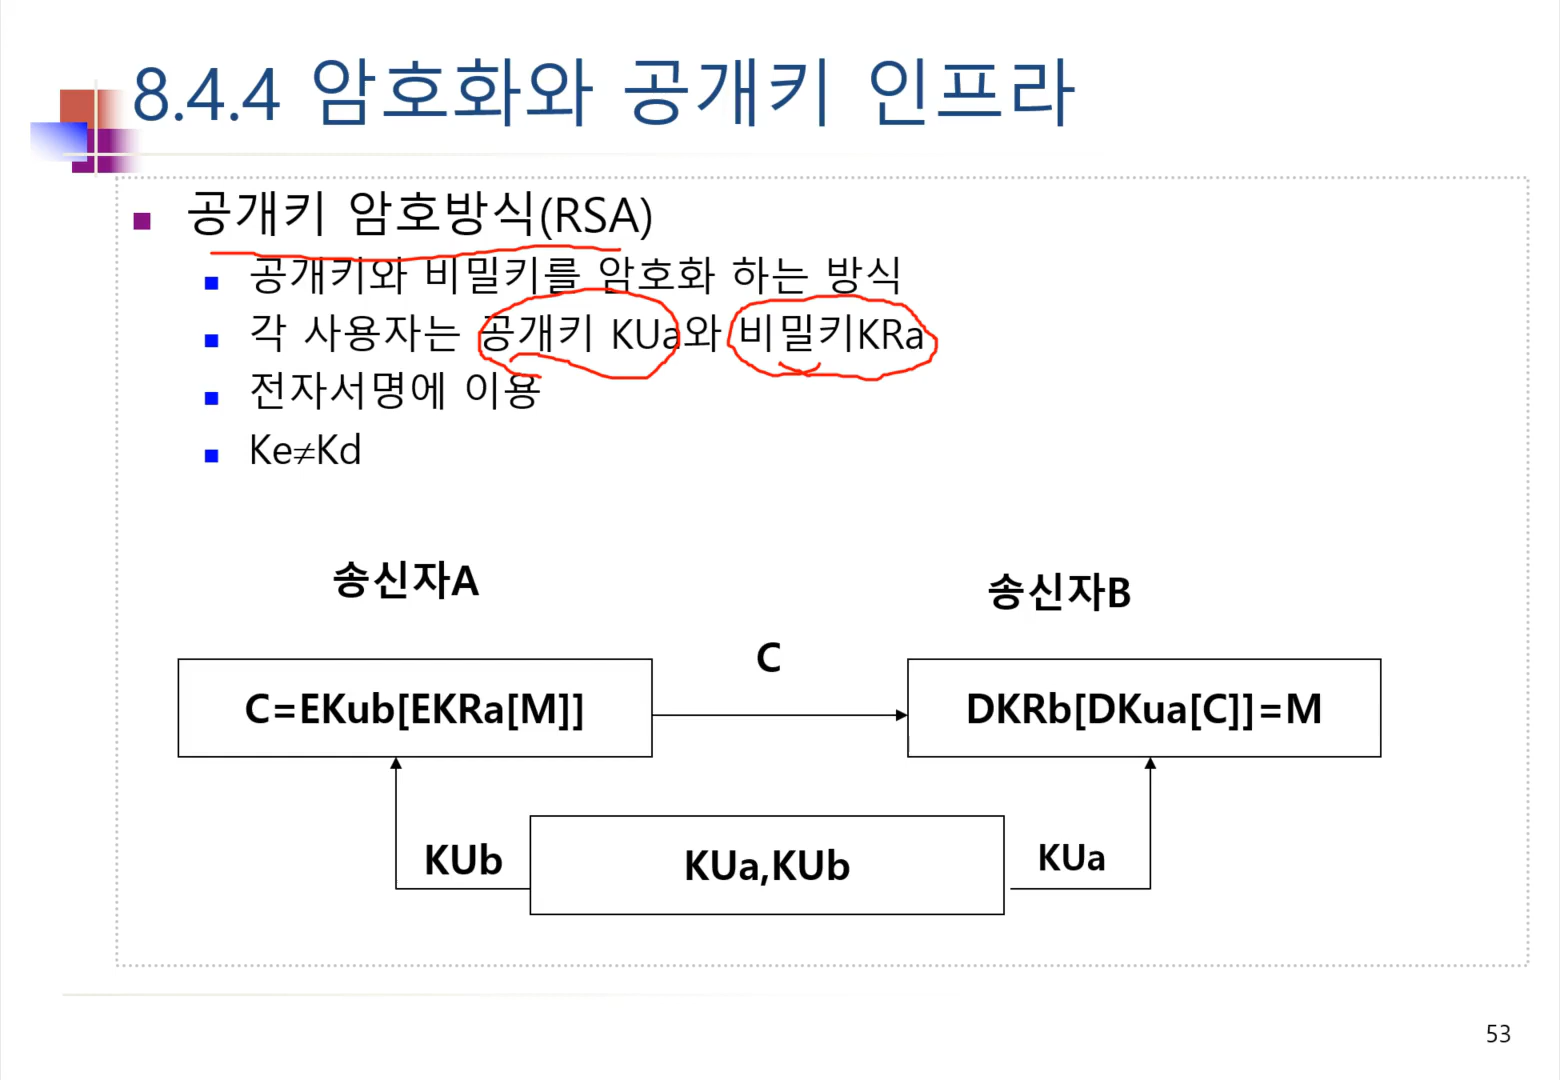 8.4.4 암호화와 공개키 인프라
공개키 암호방식(RSA)
공개키와 비밀키를 암호화 하는 방식
각 사용자는 공개키 KUa와 비밀키KRa
전자서명에 이용
Ke≠Kd
송신자A
송신자B
C
C=EKub[EKRa[M]]
DKRb[DKua[C]]=M
KUb
KUa,KUb
KUa
53